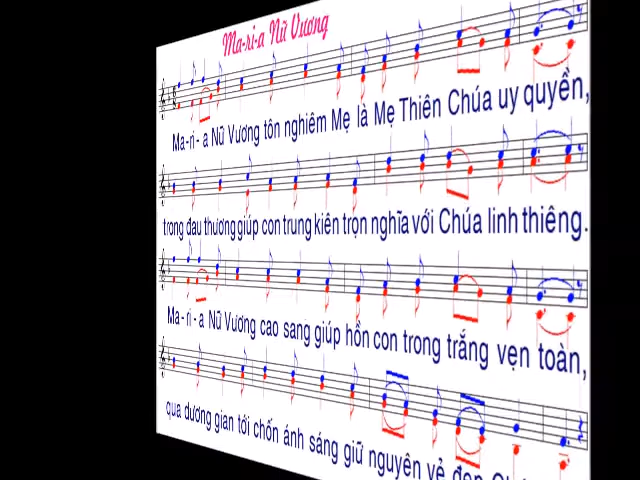 Ma-ri-a Nữ Vương
Ma-ri-a Nữ Vương tôn nghiêm Mẹ là Mẹ Thiên Chúa uy quyền,
trong đau thương giúp con trung kiên trọn nghĩa với Chúa linh thiêng.
Ma-ri-a Nữ Vương cao sang giúp hồn con trong trắng vẹn toàn,
qua dương gian tới chốn ánh sáng giữ nguyên vẻ đẹp